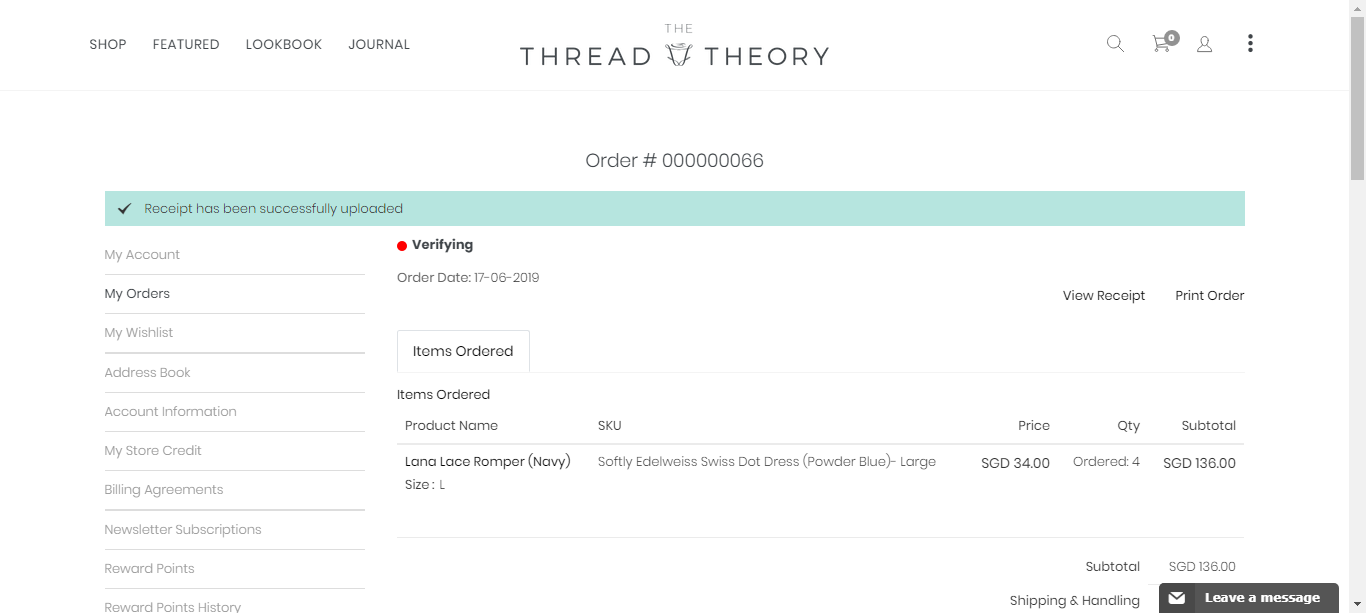 SHOP FEATURED LOOKBOOK JOURNAL
THE
THREAD THEORY
0
Order # 000000066
Receipt has been successfully uploaded
My Account
My Orders
My Wishlist
Address Book
Account Information
My Store Credit
Billing Agreements
Newsletter Subscriptions
Reward Points
Reward Points History
Verifying
Order Date: 17-06-2019
View Receipt Print Order
Items Ordered
Items Ordered
Product Name SKU Price Qty Subtotal
Lana Lace Romper (Navy) Softly Edelweiss Swiss Dot Dress (Powder Blue)- Large SGD 34.00 Ordered: 4 SGD 136.00
Size : L
Subtotal SGD 136.00
Shipping & Handling
Leave a message